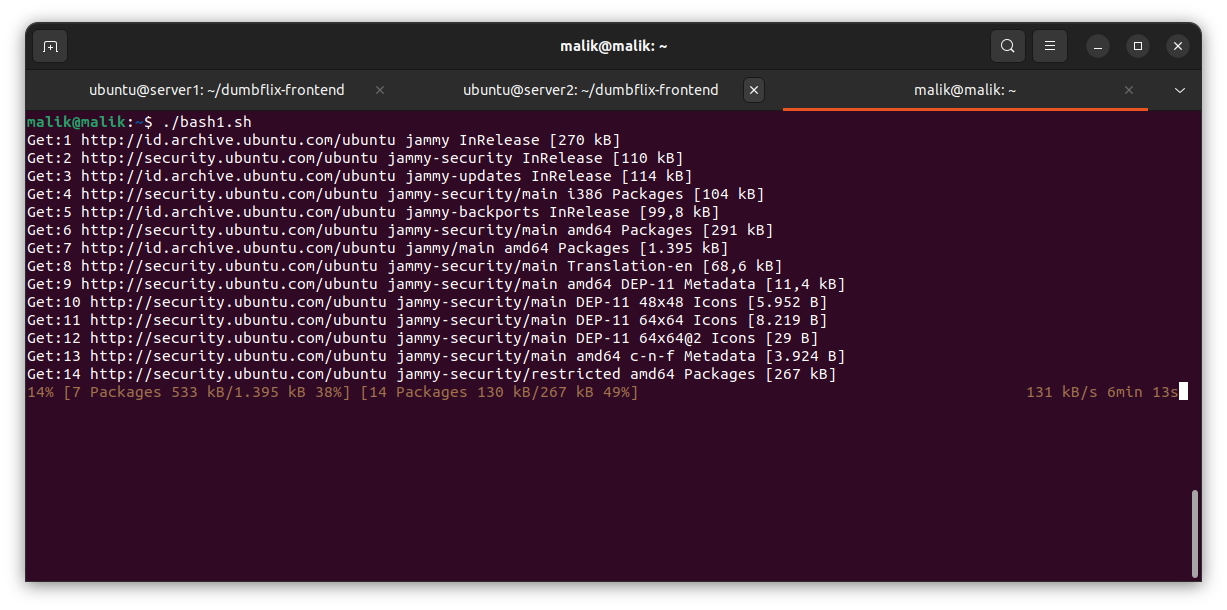 malik@malik: ~
ubuntu@server1: ~/dumbflix-frontend
ubuntu@server2: ~/dumbflix-frontend
malik@malik: ~
malik@malik:~$ ./bash1.sh
Get:1 http://id.archive.ubuntu.com/ubuntu jammy InRelease [270 kB]
Get:2 http://security.ubuntu.com/ubuntu jammy-security InRelease [110 kB]
Get:3 http://id.archive.ubuntu.com/ubuntu jammy-updates InRelease [114 kB]
Get:4 http://security.ubuntu.com/ubuntu jammy-security/main i386 Packages [104 kB]
Get:5 http://id.archive.ubuntu.com/ubuntu jammy-backports InRelease [99,8 kB]
Get:6 http://security.ubuntu.com/ubuntu jammy-security/main amd64 Packages [291 kB]
Get:7 http://id.archive.ubuntu.com/ubuntu jammy/main amd64 Packages [1.395 kB]
Get:8 http://security.ubuntu.com/ubuntu jammy-security/main Translation-en [68,6 kB]
Get:9 http://security.ubuntu.com/ubuntu jammy-security/main amd64 DEP-11 Metadata [11,4 kB]
Get:10 http://security.ubuntu.com/ubuntu jammy-security/main DEP-11 48x48 Icons [5.952 B]
Get:11 http://security.ubuntu.com/ubuntu jammy-security/main DEP-11 64x64 Icons [8.219 B]
Get:12 http://security.ubuntu.com/ubuntu jammy-security/main DEP-11 64x64@2 Icons [29 B]
Get:13 http://security.ubuntu.com/ubuntu jammy-security/main amd64 c-n-f Metadata [3.924 B]
Get:14 http://security.ubuntu.com/ubuntu jammy-security/restricted amd64 Packages [267 kB]
14% [7 Packages 533 kB/1.395 kB 38%] [14 Packages 130 kB/267 kB 49%] 131 kB/s 6min 13s